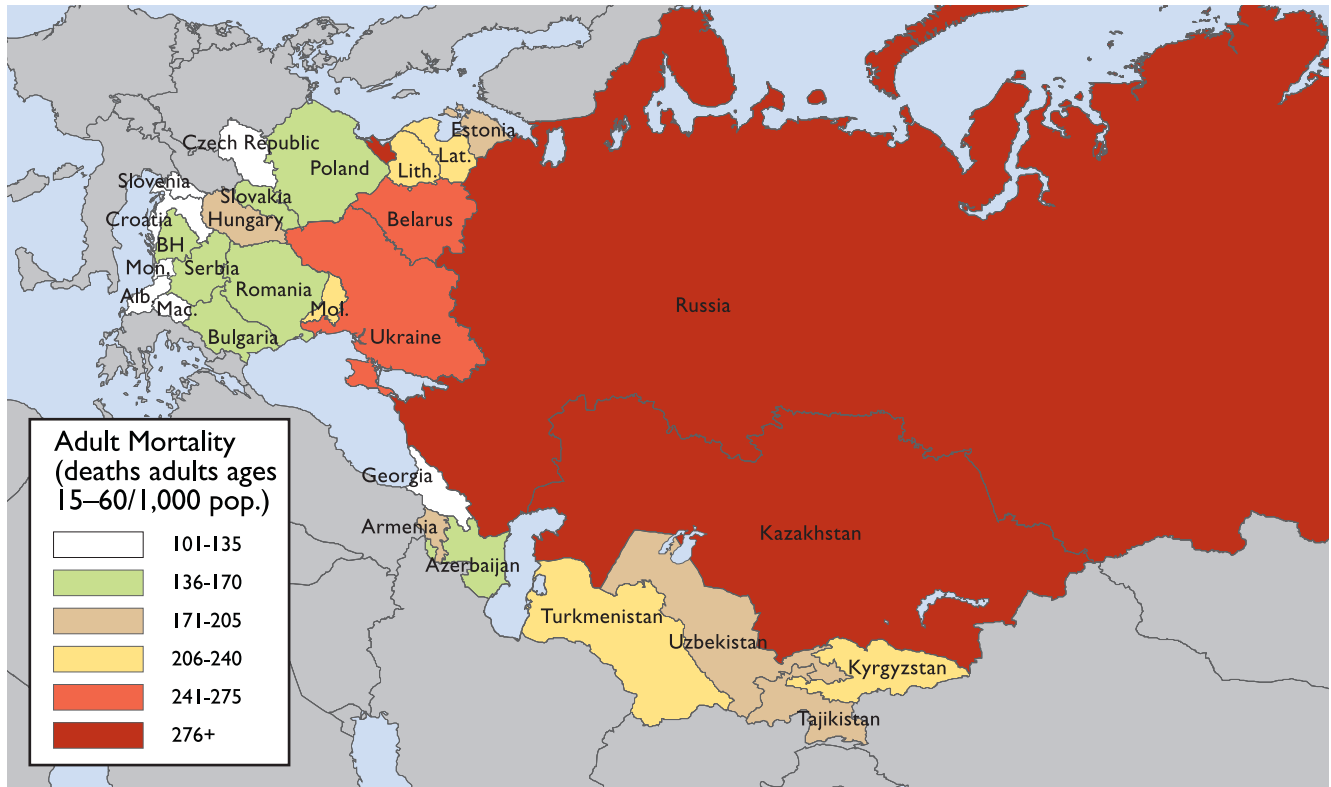 Czech Republic
Poland
Estonia
Lat.
Lith.
Slovenia
Slovakia
Croatia
Hungary
Belarus
BH
Mon.
Serbia
Alb.
Mac.
Romania
Mol.
Bulgaria
Ukraine
Russia
Georgia
Armenia
Azerbaijan
Kazakhstan
Turkmenistan
Uzbekistan
Kyrgyzstan
Tajikistan
Adult Mortality
(deaths adults ages
15–60/1,000 pop.)
101-135
136-170
171-205
206-240
241-275
276+